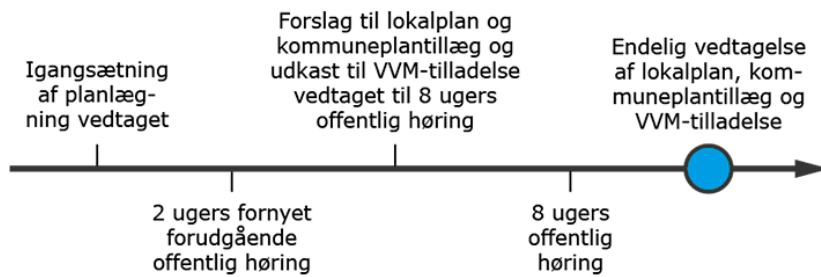 Igangsætning
af planlæg-
ning vedtaget
2 ugers fornyet
forudgående
offentlig høring
Forslag til lokalplan og
kommuneplantillæg og
udkast til VVM-tilladelse
vedtaget til 8 ugers
offentlig høring
8 ugers
offentlig
høring
Endelig vedtagelse
af lokalplan, kom-
muneplantillæg og
VVM-tilladelse